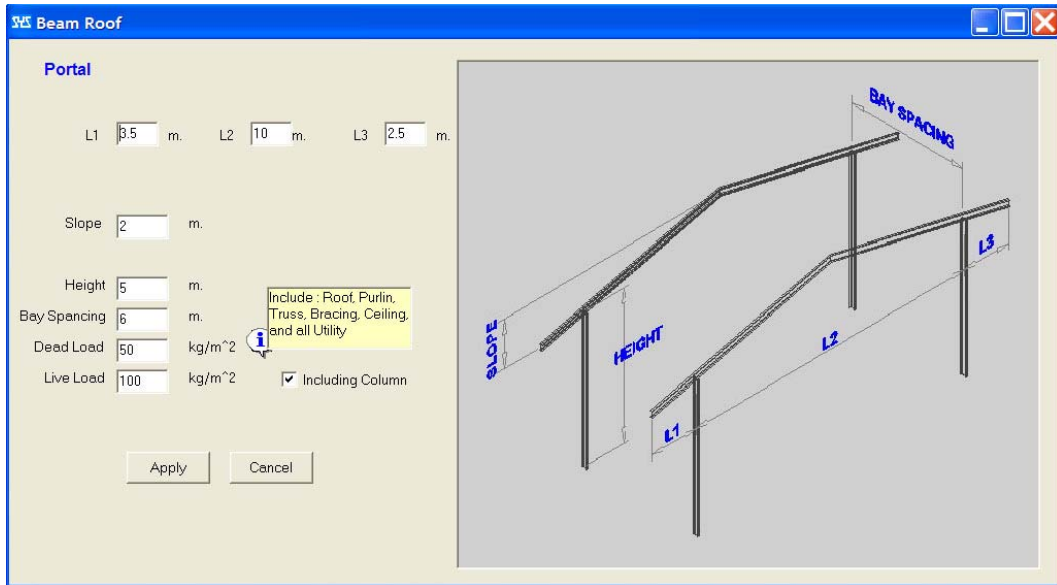 SYS Beam Roof
Portal
L1 3.5 m. L2 10 m. L3 2.5 m.
Slope 2 m.
Height 5 m.
Bay Spancing 6 m.
Dead Load 50 kg/m^2
Live Load 100 kg/m^2
Include : Roof, Purlin,
Truss, Bracing, Ceiling,
and all Utility
Including Column
Apply Cancel
BAY SPACING
SLOPE
HEIGHT
L1
L2
L3